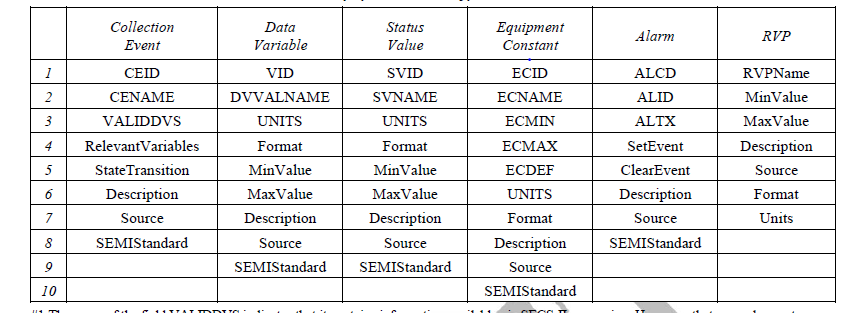 Collection Event Data Variable Status Value Equipment Constant Alarm RVP
1 CEID VID SVID ECID ALCD RVPName
2 CENAME DVVALNAME SVNAME ECNAME ALID MinValue
3 VALIDDVS UNITS UNITS ECMIN ALTX MaxValue
4 RelevantVariables Format Format ECMAX SetEvent Description
5 StateTransition MinValue MinValue ECDEF ClearEvent Source
6 Description MaxValue MaxValue UNITS Description Format
7 Source Description Description Format Source Units
8 SEMIStandard Source Source Description SEMIStandard
9 SEMIStandard SEMIStandard Source
10 SEMIStandard